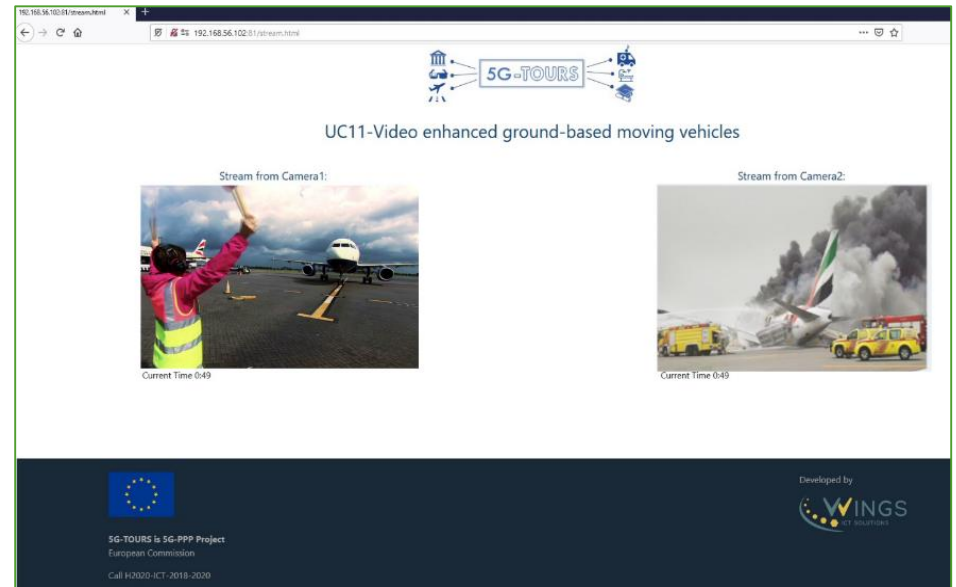 192.168.56.102:81/stream.html
192.168.56.102:81/stream.html
5G-TOURS
UC11-Video enhanced ground-based moving vehicles
Stream from Camera1:
Stream from Camera2:
Current Time 0:49
Current Time 0:49
Developed by
WINGS
ICT SOLUTIONS
5G-TOURS is 5G-PPP Project
European Commission
Call H2020-ICT-2018-2020